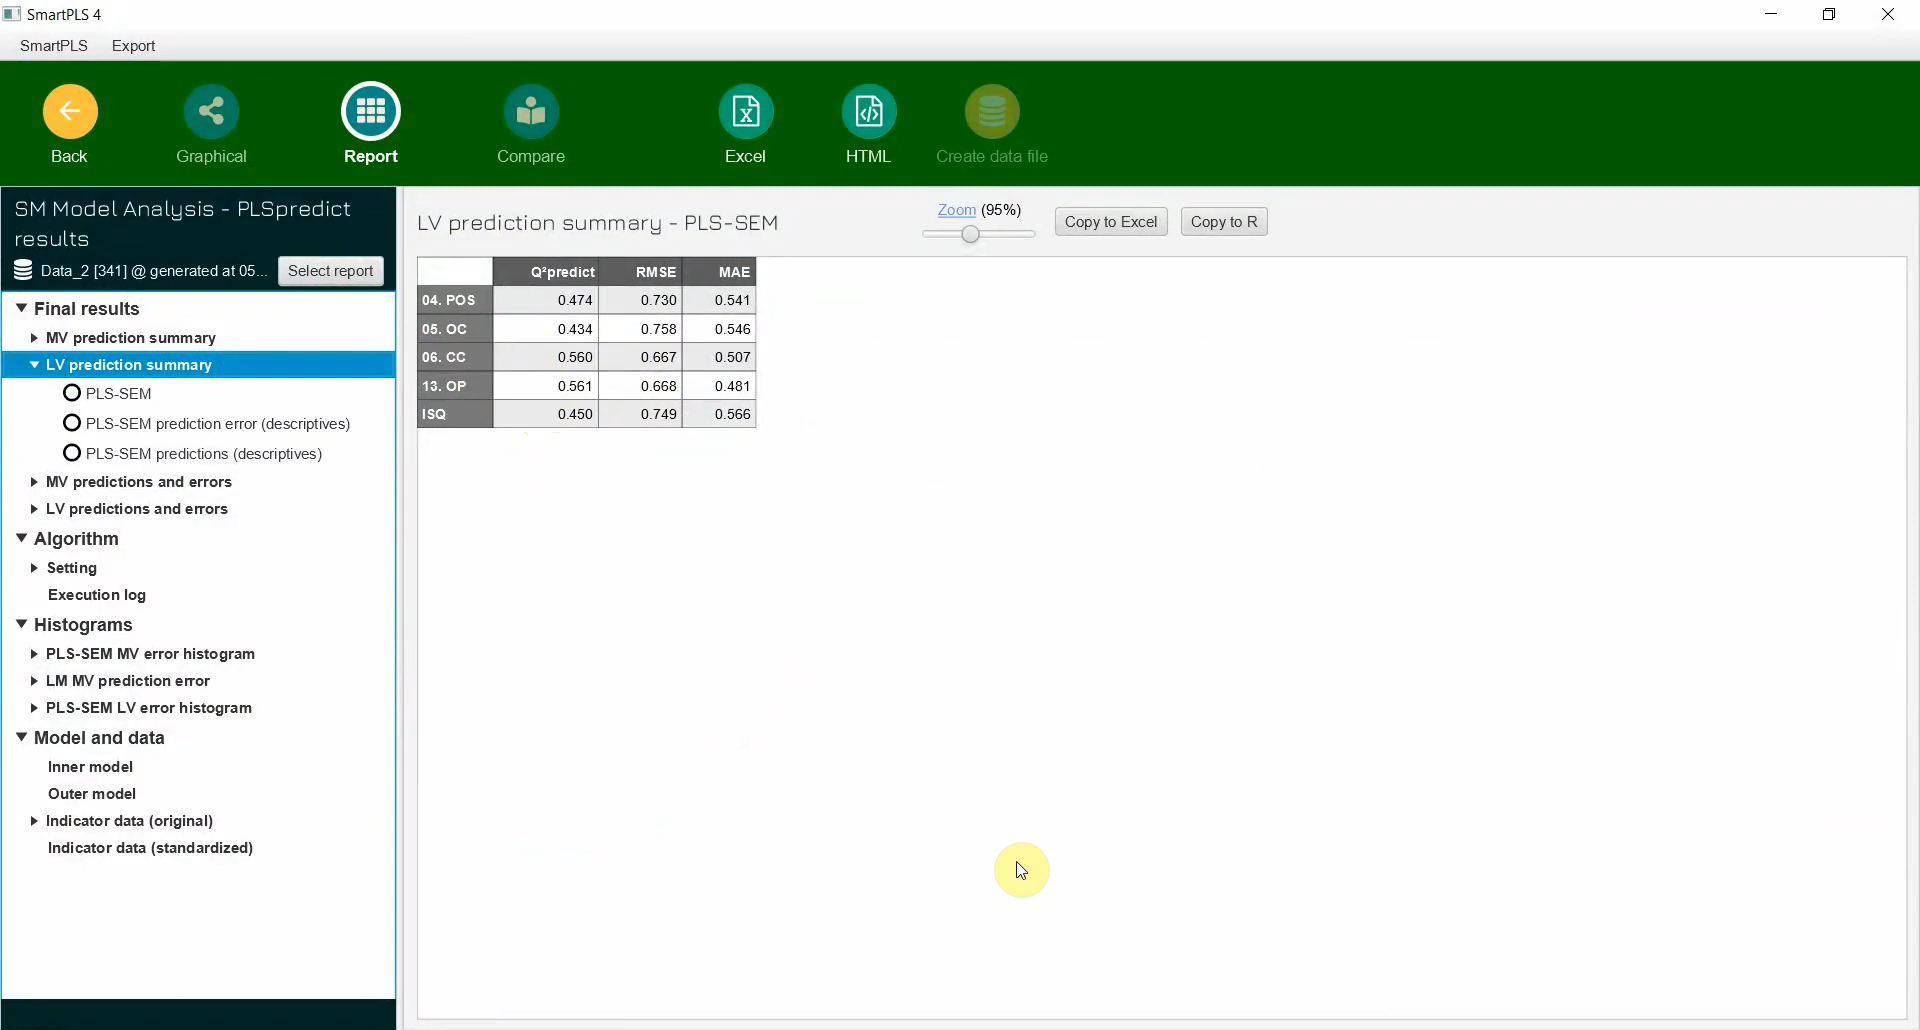 SmartPLS 4
SmartPLS Export
Back Graphical Report Compare Excel HTML Create data file
SM Model Analysis - PLSpredict
results
Data_2 [341] @ generated at 05... Select report
Final results
MV prediction summary
LV prediction summary
PLS-SEM
PLS-SEM prediction error (descriptives)
PLS-SEM predictions (descriptives)
MV predictions and errors
LV predictions and errors
Algorithm
Setting
Execution log
Histograms
PLS-SEM MV error histogram
LM MV prediction error
PLS-SEM LV error histogram
Model and data
Inner model
Outer model
Indicator data (original)
Indicator data (standardized)
LV prediction summary - PLS-SEM
Zoom (95%)
Copy to Excel Copy to R
Q²predict RMSE MAE
04. POS 0.474 0.730 0.541
05. OC 0.434 0.758 0.546
06. CC 0.560 0.667 0.507
13. OP 0.561 0.668 0.481
ISQ 0.450 0.749 0.566